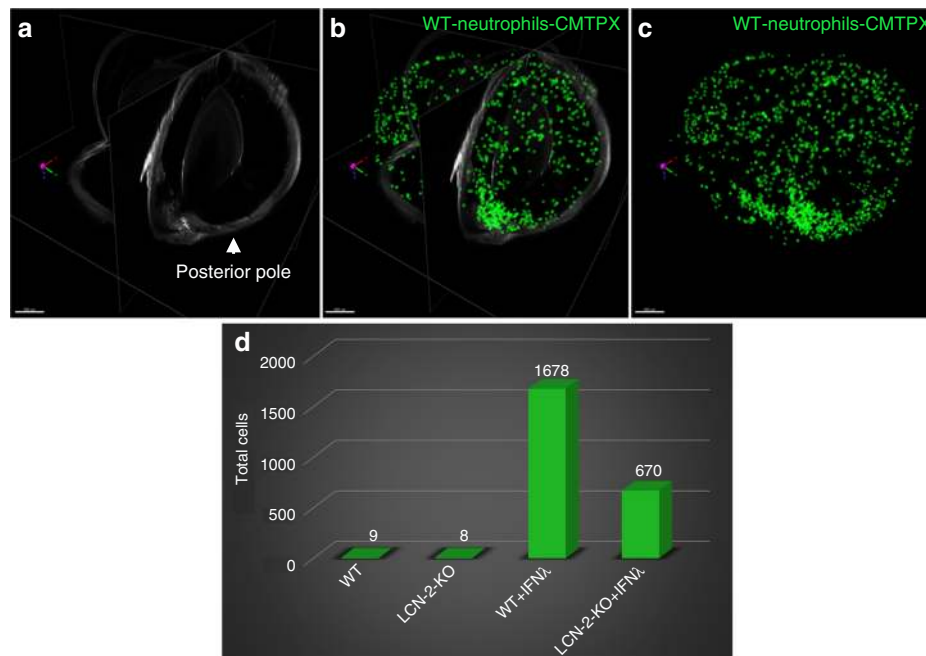 a
b
WT-neutrophils-CMTPX
c
WT-neutrophils-CMTPX
Posterior pole
d
Total cells
2000
1500
1000
500
0
9
8
1678
670
WT
LCN-2-KO
WT+IFNλ
LCN-2-KO+IFNλ